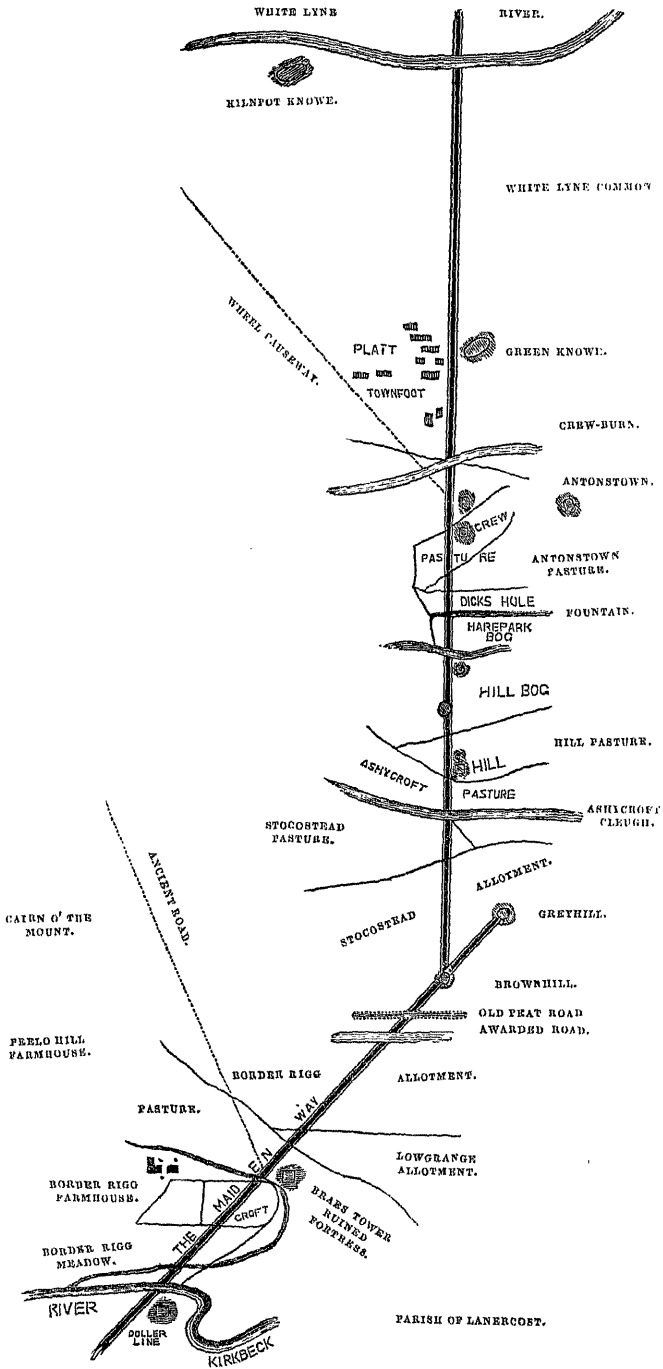 WHITE LYNE RIVER.
KILNPOT KNOWE.
WHITE LYNE COMMON
WHEEL CAUSEWAY.
PLATT
TOWNFOOT
GREEN KNOWE.
CREW-BURN.
ANTONSTOWN.
CREW
PASTURE
ANTONSTOWN
PASTURE.
DICKS HOLE
FOUNTAIN.
HAREPARK
BOG
HILL BOG
HILL PASTURE.
ASHYCROFT
HILL
PASTURE
ASHYCROFT
CLEUGH.
STOCOSTEAD
PASTURE.
ANCIENT ROAD.
STOCOSTEAD ALLOTMENT.
CAIRN O' THE
MOUNT.
GREYHILL.
BROWNHILL.
OLD PEAT ROAD
AWARDED ROAD.
PEELO HILL
FARMHOUSE.
BORDER RIGG ALLOTMENT.
PASTURE.
THE MAIDEN WAY
LOWGRANGE
ALLOTMENT.
BORDER RIGG
FARMHOUSE.
CROFT
BRAES TOWER
RUINED
FORTRESS.
BORDER RIGG
MEADOW.
RIVER
DOLLER
LINE
KIRKBECK
PARISH OF LANERCOST.